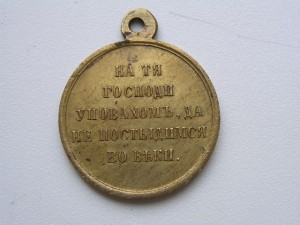 НА ТЯ
ГОСПОДИ
УПОВАХОМЪ, ДА
НЕ ПОСТЫДИМСЯ
ВО ВѢКИ.